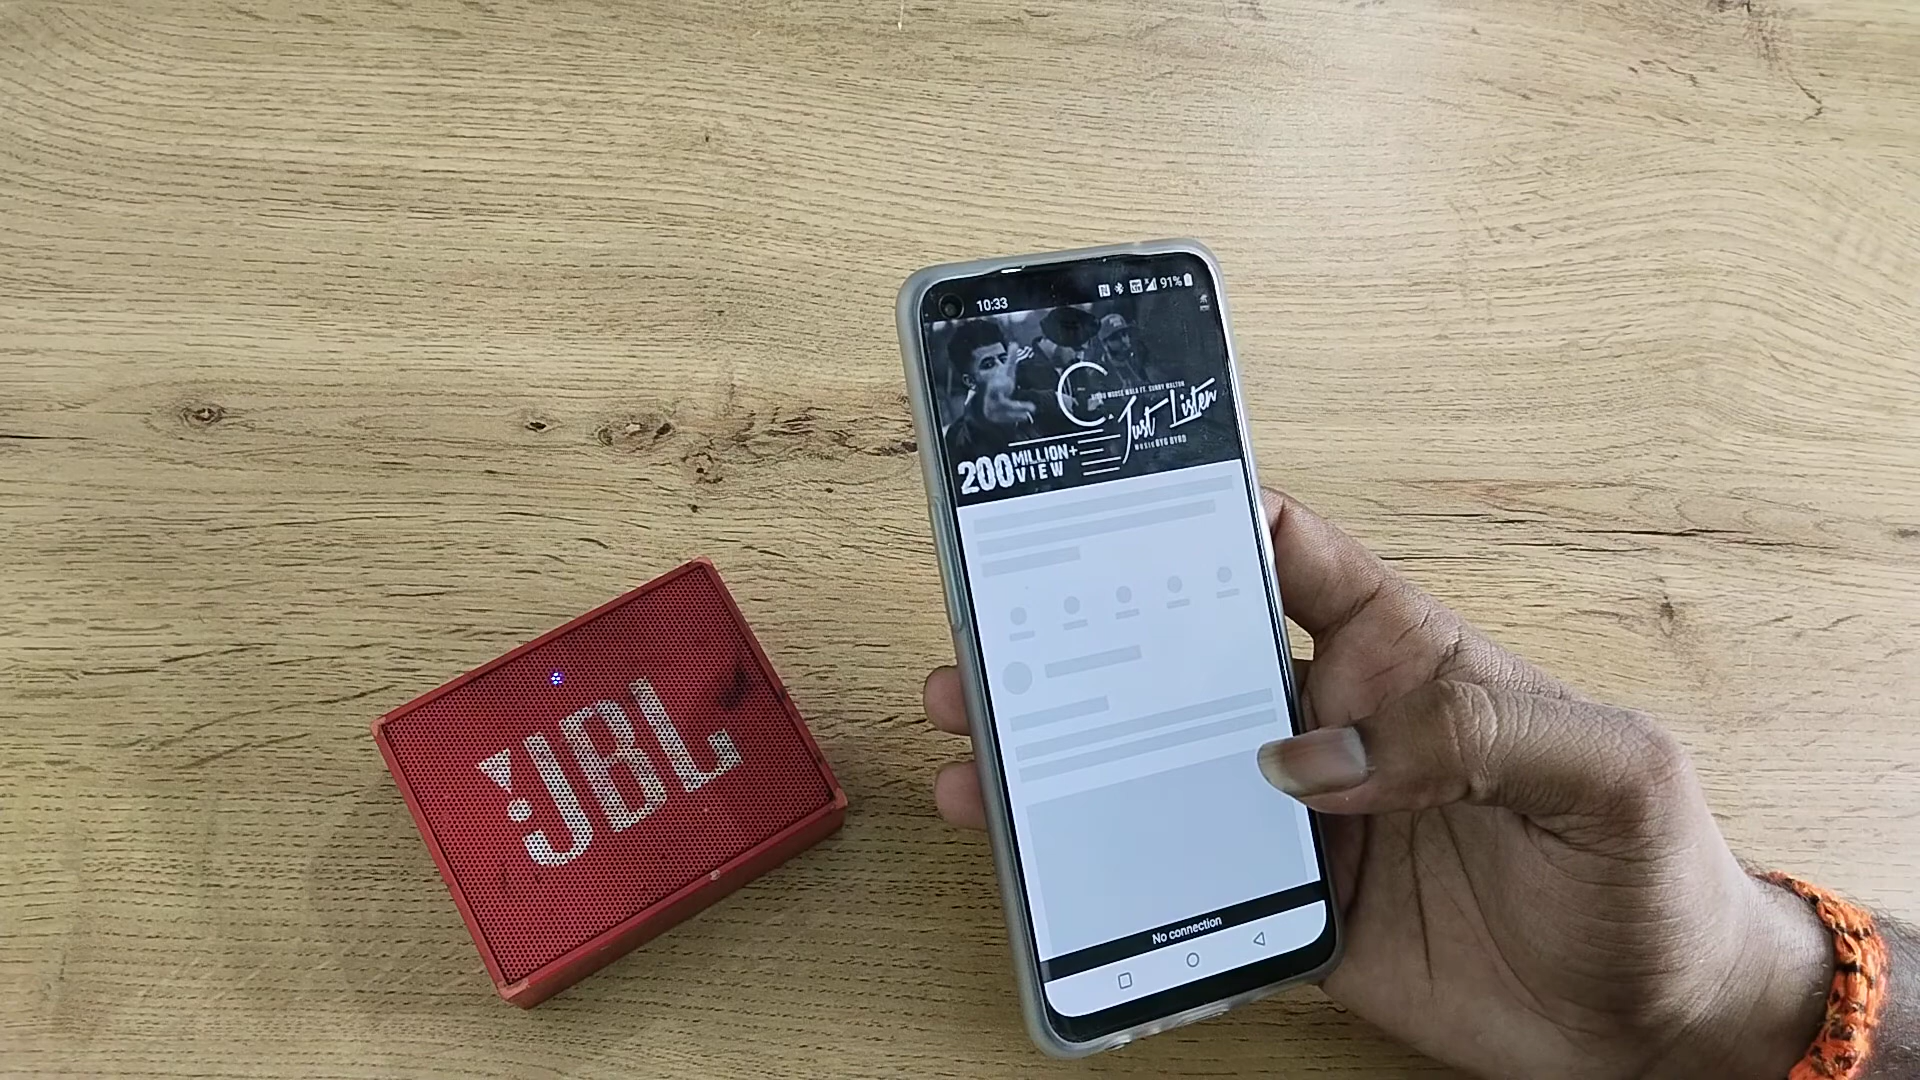 10:33
91%
SIDHU MOOSE WALA FT. SUNNY MALTON
Just Listen
MUSIC BYG BYRD
200 MILLION+
VIEW
No connection
JBL